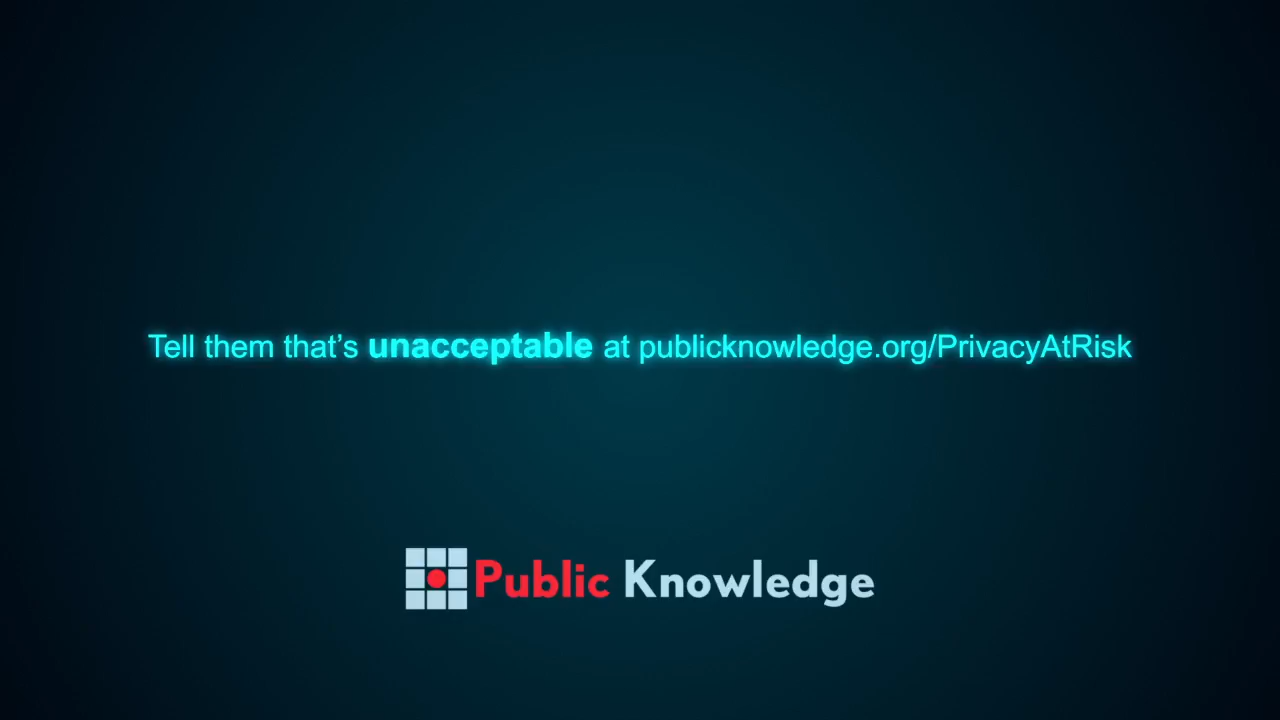 Tell them that’s unacceptable at publicknowledge.org/PrivacyAtRisk
Public Knowledge